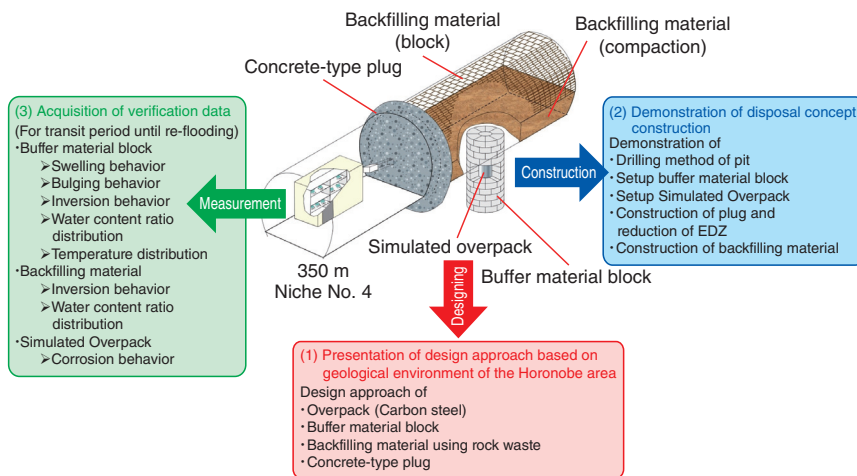 Backfilling material
(block)
Backfilling material
(compaction)
Concrete-type plug
(3) Acquisition of verification data
(For transit period until re-flooding)
・Buffer material block
➤Swelling behavior
➤Bulging behavior
➤Inversion behavior
➤Water content ratio
distribution
➤Temperature distribution
・Backfilling material
➤Inversion behavior
➤Water content ratio
distribution
・Simulated Overpack
➤Corrosion behavior
Measurement
350 m
Niche No. 4
Simulated overpack
Buffer material block
Construction
(2) Demonstration of disposal concept
construction
Demonstration of
・Drilling method of pit
・Setup buffer material block
・Setup Simulated Overpack
・Construction of plug and
reduction of EDZ
・Construction of backfilling material
Designing
(1) Presentation of design approach based on
geological environment of the Horonobe area
Design approach of
・Overpack (Carbon steel)
・Buffer material block
・Backfilling material using rock waste
・Concrete-type plug